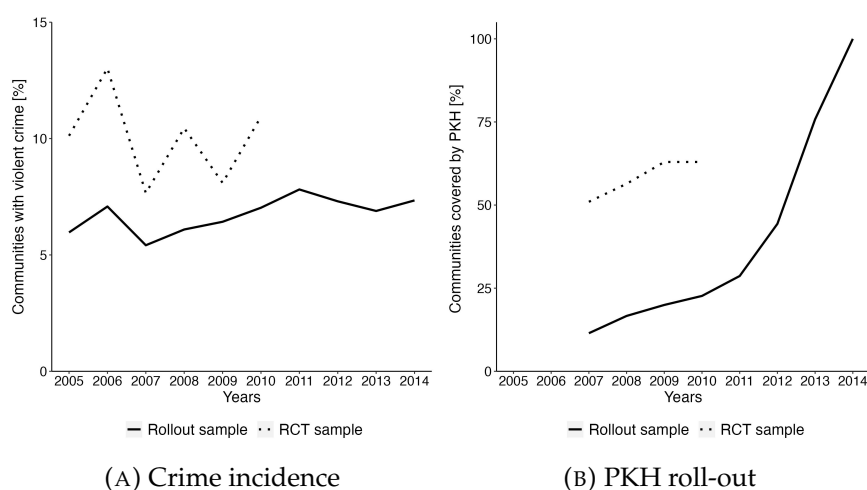 Communities with violent crime [%]
15
10
5
0
2005 2006 2007 2008 2009 2010 2011 2012 2013 2014
Years
Rollout sample RCT sample
(A) Crime incidence
Communities covered by PKH [%]
100
75
50
25
0
2005 2006 2007 2008 2009 2010 2011 2012 2013 2014
Years
Rollout sample RCT sample
(B) PKH roll-out